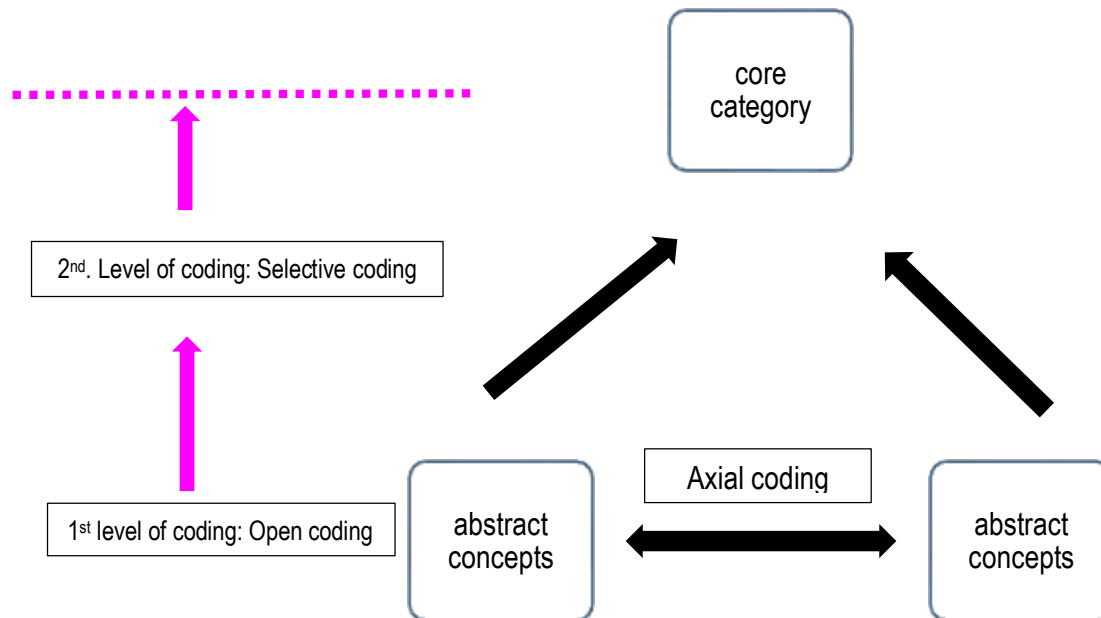 core
category
2nd. Level of coding: Selective coding
Axial coding
1st level of coding: Open coding
abstract
concepts
abstract
concepts